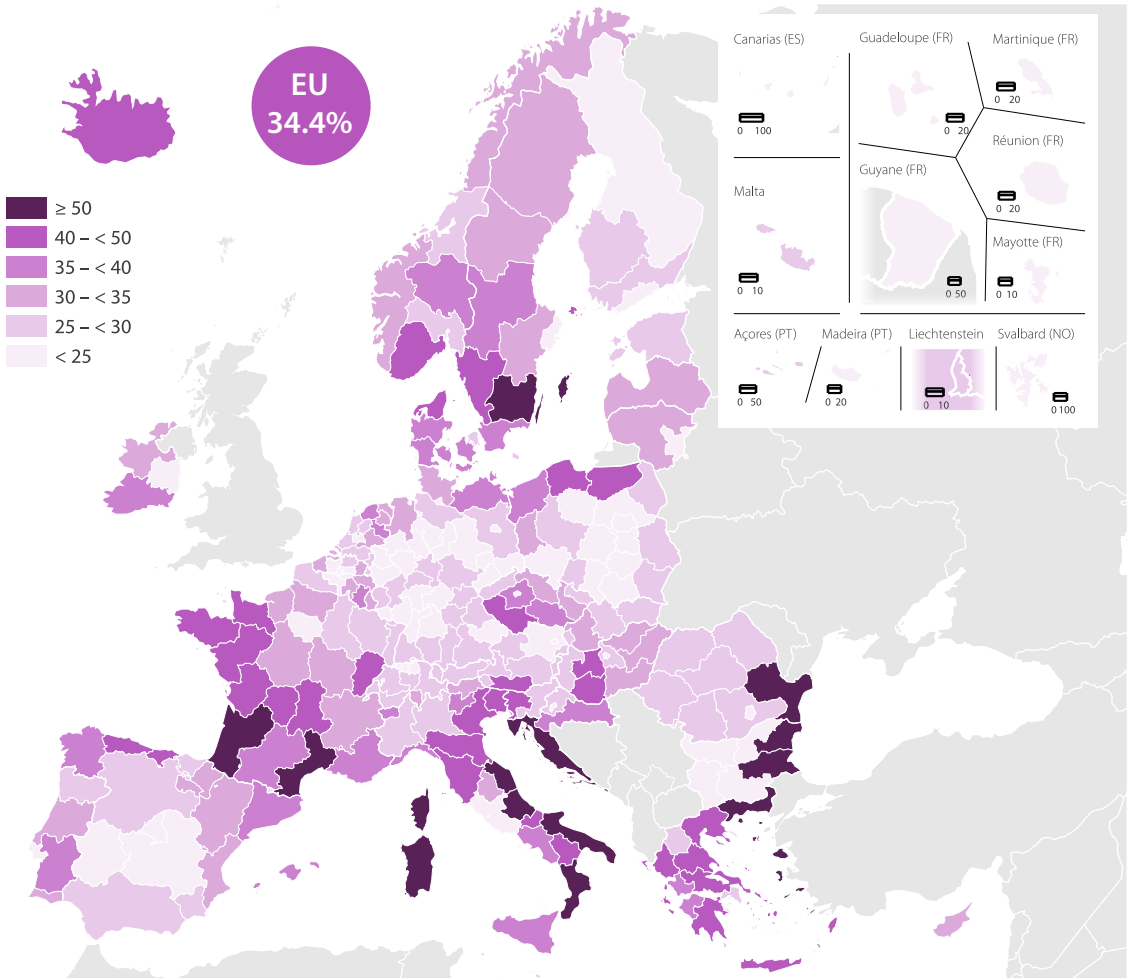 EU
34.4%
≥ 50
40 – < 50
35 – < 40
30 – < 35
25 – < 30
< 25
Canarias (ES)
0 100
Guadeloupe (FR)
0 20
Martinique (FR)
0 20
Réunion (FR)
0 20
Malta
0 10
Guyane (FR)
0 50
Mayotte (FR)
0 10
Açores (PT)
0 50
Madeira (PT)
0 20
Liechtenstein
0 10
Svalbard (NO)
0 100